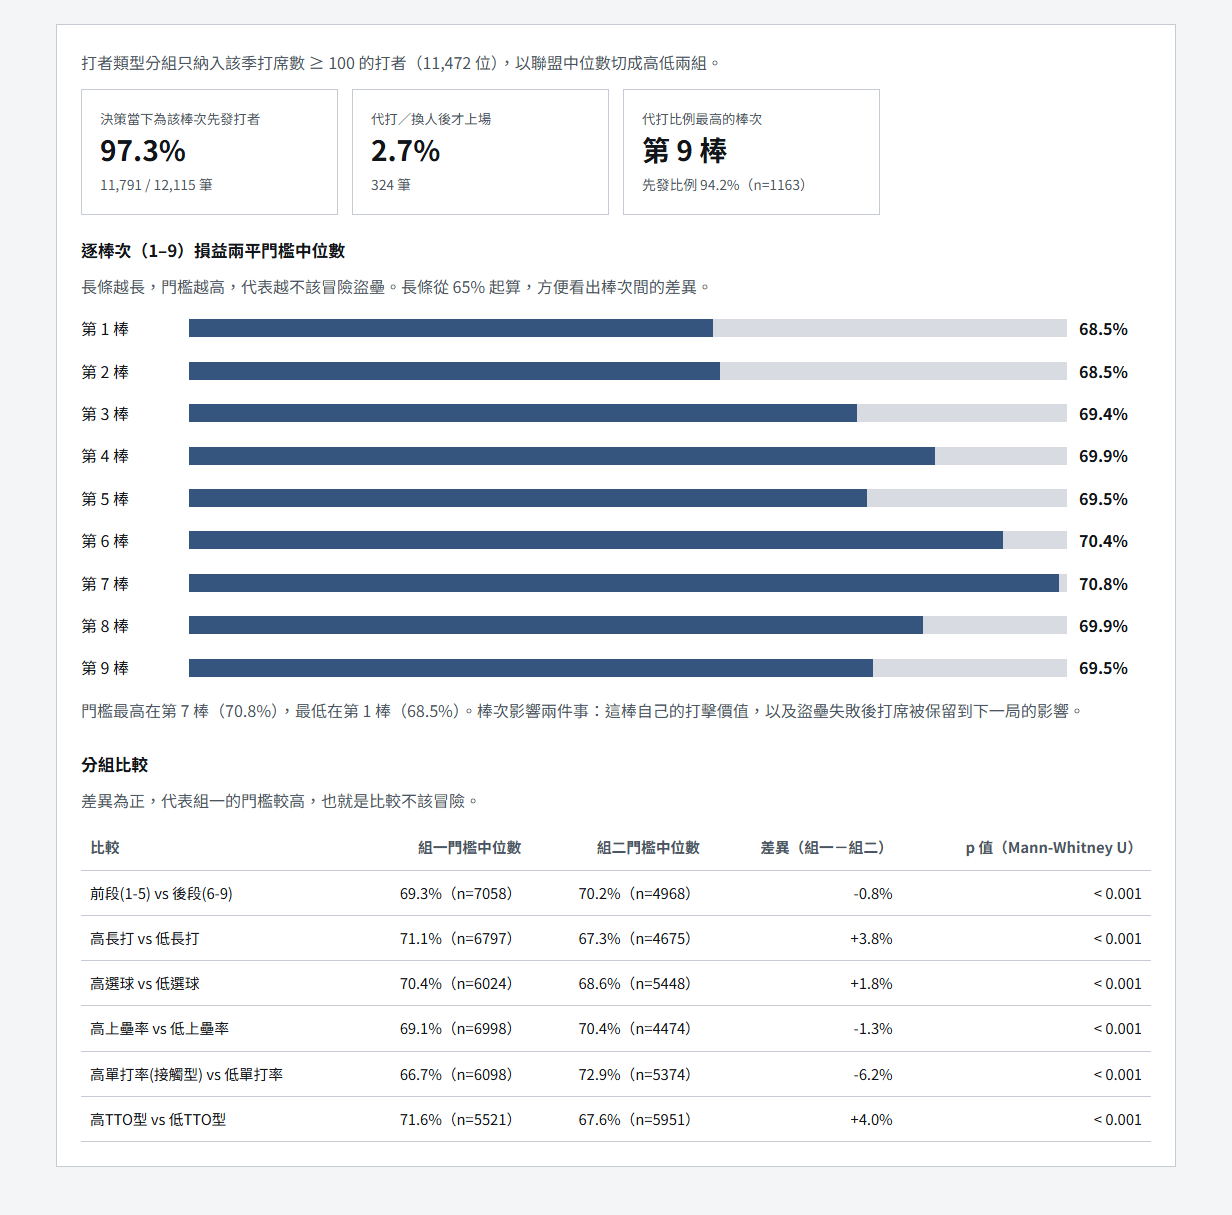 打者類型分組只納入該季打席數 ≥ 100 的打者（11,472 位），以聯盟中位數切成高低兩組。
決策當下為該棒次先發打者
97.3%
11,791 / 12,115 筆
代打／換人後才上場
2.7%
324 筆
代打比例最高的棒次
第 9 棒
先發比例 94.2%（n=1163）
逐棒次（1–9）損益兩平門檻中位數
長條越長，門檻越高，代表越不該冒險盜壘。長條從 65% 起算，方便看出棒次間的差異。
第 1 棒 68.5%
第 2 棒 68.5%
第 3 棒 69.4%
第 4 棒 69.9%
第 5 棒 69.5%
第 6 棒 70.4%
第 7 棒 70.8%
第 8 棒 69.9%
第 9 棒 69.5%
門檻最高在第 7 棒（70.8%），最低在第 1 棒（68.5%）。棒次影響兩件事：這棒自己的打擊價值，以及盜壘失敗後打席被保留到下一局的影響。
分組比較
差異為正，代表組一的門檻較高，也就是比較不該冒險。
比較 組一門檻中位數 組二門檻中位數 差異（組一－組二） p 值（Mann-Whitney U）
前段(1-5) vs 後段(6-9) 69.3%（n=7058） 70.2%（n=4968） -0.8% < 0.001
高長打 vs 低長打 71.1%（n=6797） 67.3%（n=4675） +3.8% < 0.001
高選球 vs 低選球 70.4%（n=6024） 68.6%（n=5448） +1.8% < 0.001
高上壘率 vs 低上壘率 69.1%（n=6998） 70.4%（n=4474） -1.3% < 0.001
高單打率(接觸型) vs 低單打率 66.7%（n=6098） 72.9%（n=5374） -6.2% < 0.001
高TTO型 vs 低TTO型 71.6%（n=5521） 67.6%（n=5951） +4.0% < 0.001